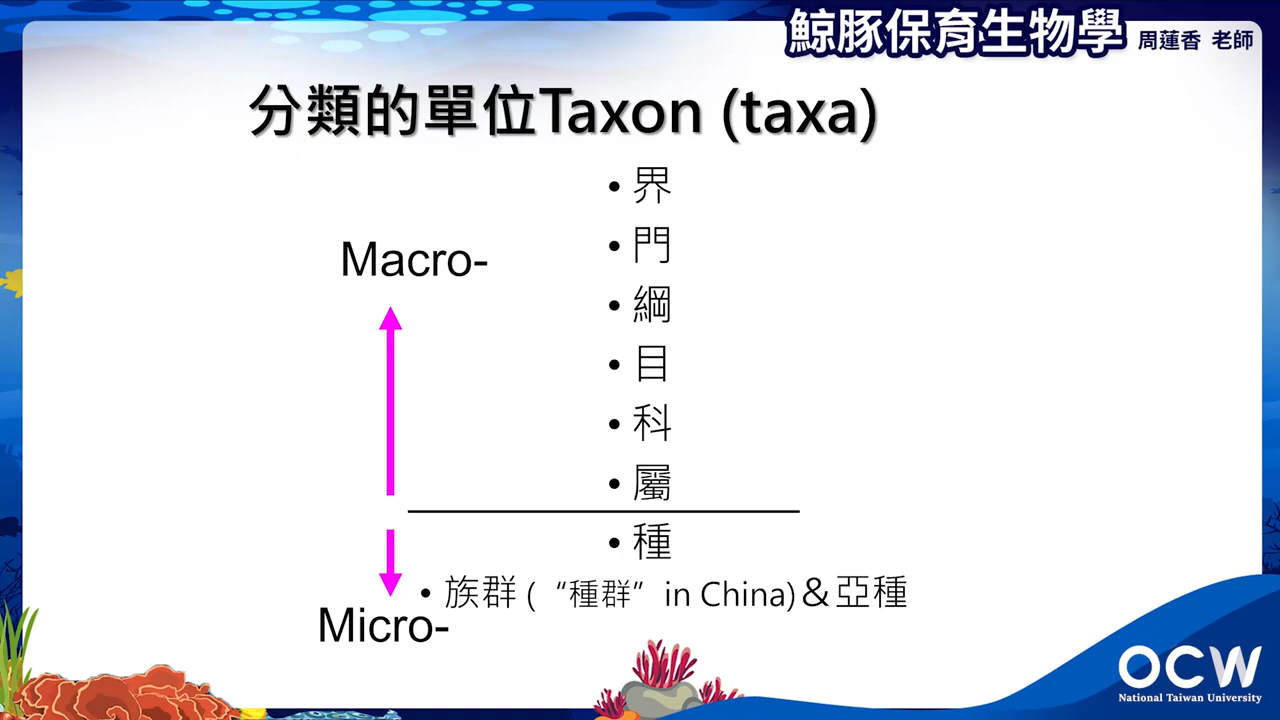 鯨豚保育生物學 周蓮香 老師
分類的單位Taxon (taxa)
• 界
• 門
• 綱
• 目
• 科
• 屬
• 種
• 族群 (“種群” in China)＆亞種
Macro-
Micro-
OCW
National Taiwan University